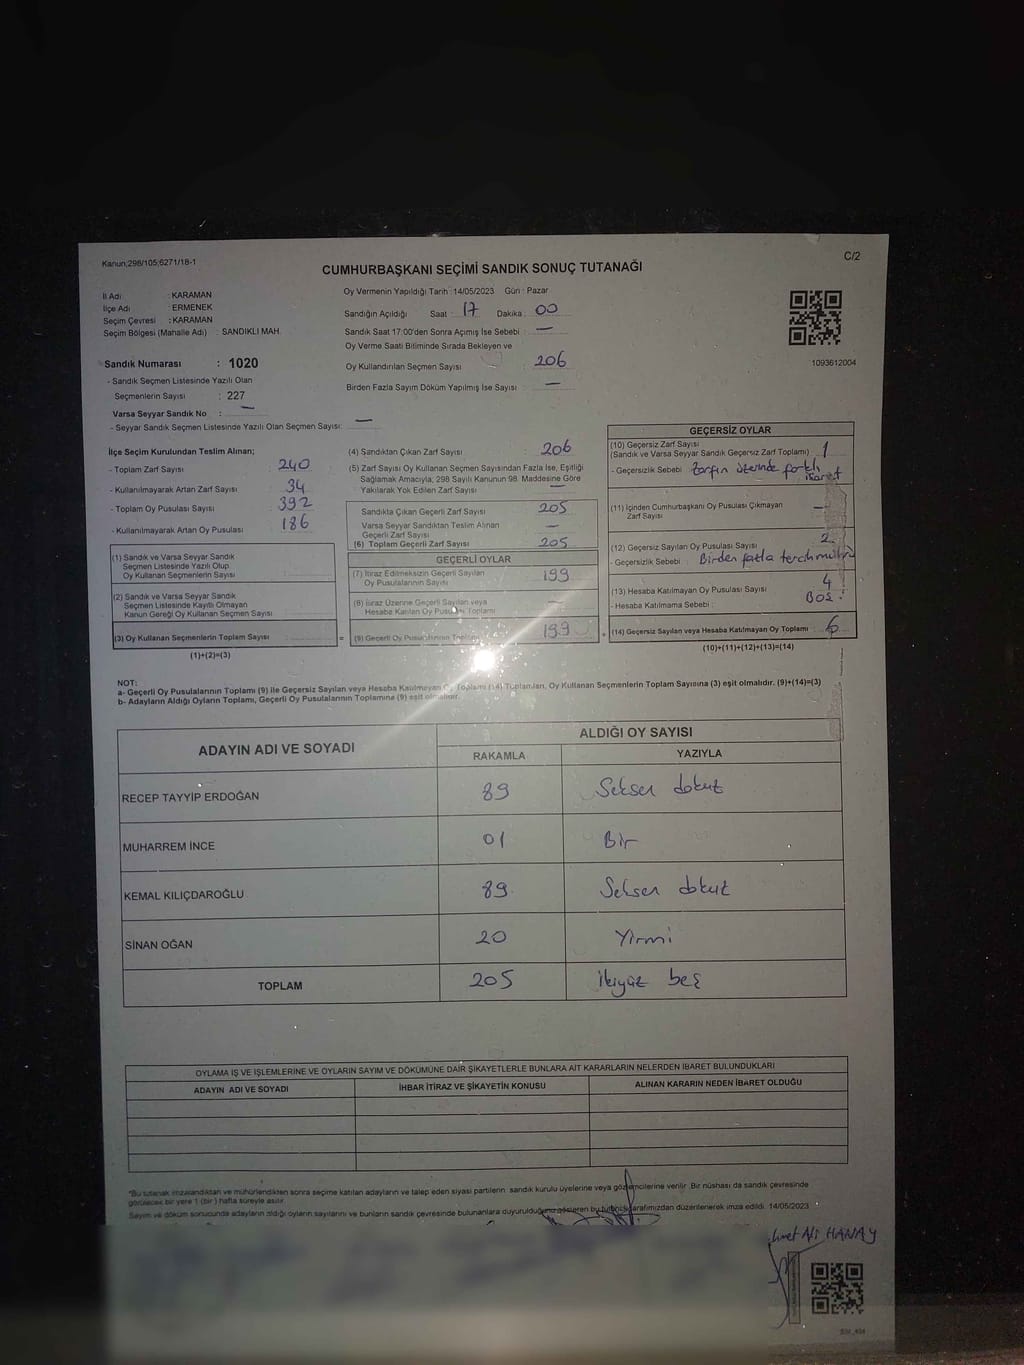 Kanun;298/105;6271/18-1
C/2
CUMHURBAŞKANI SEÇİMİ SANDIK SONUÇ TUTANAĞI
İl Adı : KARAMAN
İlçe Adı : ERMENEK
Seçim Çevresi : KARAMAN
Seçim Bölgesi (Mahalle Adı) : SANDIKLI MAH.
Sandık Numarası : 1020
- Sandık Seçmen Listesinde Yazılı Olan
Seçmenlerin Sayısı : 227
Varsa Seyyar Sandık No : —
- Seyyar Sandık Seçmen Listesinde Yazılı Olan Seçmen Sayısı: —
Oy Vermenin Yapıldığı Tarih : 14/05/2023 Gün : Pazar
Sandığın Açıldığı Saat : 17 Dakika : 00
Sandık Saat 17:00'den Sonra Açımış İse Sebebi : —
Oy Verme Saati Bitiminde Sırada Bekleyen ve
Oy Kullandırılan Seçmen Sayısı : 206
Birden Fazla Sayım Döküm Yapılmış İse Sayısı : —
1093612004
İlçe Seçim Kurulundan Teslim Alınan;
- Toplam Zarf Sayısı : 240
- Kullanılmayarak Artan Zarf Sayısı : 34
- Toplam Oy Pusulası Sayısı : 392
- Kullanılmayarak Artan Oy Pusulası : 186
(1) Sandık ve Varsa Seyyar Sandık
Seçmen Listesinde Yazılı Olup
Oy Kullanan Seçmenlerin Sayısı
(2) Sandık ve Varsa Seyyar Sandık
Seçmen Listesinde Kayıtlı Olmayan
Kanun Gereği Oy Kullanan Seçmen Sayısı
(3) Oy Kullanan Seçmenlerin Toplam Sayısı =
(1)+(2)=(3)
(4) Sandıktan Çıkan Zarf Sayısı : 206
(5) Zarf Sayısı Oy Kullanan Seçmen Sayısından Fazla İse, Eşitliği
Sağlamak Amacıyla; 298 Sayılı Kanunun 98. Maddesine Göre
Yakılarak Yok Edilen Zarf Sayısı : —
Sandıkta Çıkan Geçerli Zarf Sayısı 205
Varsa Seyyar Sandıktan Teslim Alınan
Geçerli Zarf Sayısı —
(6) Toplam Geçerli Zarf Sayısı 205
GEÇERLİ OYLAR
(7) İtiraz Edilmeksizin Geçerli Sayılan
Oy Pusulalarının Sayısı 199
(8) İtiraz Üzerine Geçerli Sayılan veya
Hesaba Katılan Oy Pusulası Toplamı —
(9) Geçerli Oy Pusulalarının Toplamı 199 +
GEÇERSİZ OYLAR
(10) Geçersiz Zarf Sayısı
(Sandık ve Varsa Seyyar Sandık Geçersiz Zarf Toplamı) 1
- Geçersizlik Sebebi : Zarfın üzerinde farklı
işaret
(11) İçinden Cumhurbaşkanı Oy Pusulası Çıkmayan
Zarf Sayısı —
(12) Geçersiz Sayılan Oy Pusulası Sayısı : 2
- Geçersizlik Sebebi : Birden fazla tercih mührü
(13) Hesaba Katılmayan Oy Pusulası Sayısı : 4
- Hesaba Katılmama Sebebi : BOŞ
(14) Geçersiz Sayılan veya Hesaba Katılmayan Oy Toplamı : 6
(10)+(11)+(12)+(13)=(14)
NOT:
a- Geçerli Oy Pusulalarının Toplamı (9) İle Geçersiz Sayılan veya Hesaba Katılmayan Oy Toplamı (14) Toplamları, Oy Kullanan Seçmenlerin Toplam Sayısına (3) eşit olmalıdır. (9)+(14)=(3)
b- Adayların Aldığı Oyların Toplamı, Geçerli Oy Pusulalarının Toplamına (9) eşit olmalıdır.
ADAYIN ADI VE SOYADI
ALDIĞI OY SAYISI
RAKAMLA YAZIYLA
RECEP TAYYİP ERDOĞAN 89 Seksen dokuz
MUHARREM İNCE 01 Bir
KEMAL KILIÇDAROĞLU 89 Seksen dokuz
SİNAN OĞAN 20 Yirmi
TOPLAM 205 ikiyüz beş
OYLAMA İŞ VE İŞLEMLERİNE VE OYLARIN SAYIM VE DÖKÜMÜNE DAİR ŞİKAYETLERLE BUNLARA AİT KARARLARIN NELERDEN İBARET BULUNDUKLARI
ADAYIN ADI VE SOYADI İHBAR İTİRAZ VE ŞİKAYETİN KONUSU ALINAN KARARIN NEDEN İBARET OLDUĞU
*Bu tutanak imzalandıktan ve mühürlendikten sonra seçime katılan adayların ve talep eden siyasi partilerin sandık kurulu üyelerine veya gözlemcilerine verilir. Bir nüshası da sandık çevresinde
görülecek bir yere 1 (bir) hafta süreyle asılır.
Sayım ve döküm sonucunda adayların aldığı oyların sayılarını ve bunların sandık çevresinde bulunanlara duyurulduğunu gösteren bu tutanak tarafımızdan düzenlenerek imza edildi. 14/05/2023
Ali HANAY